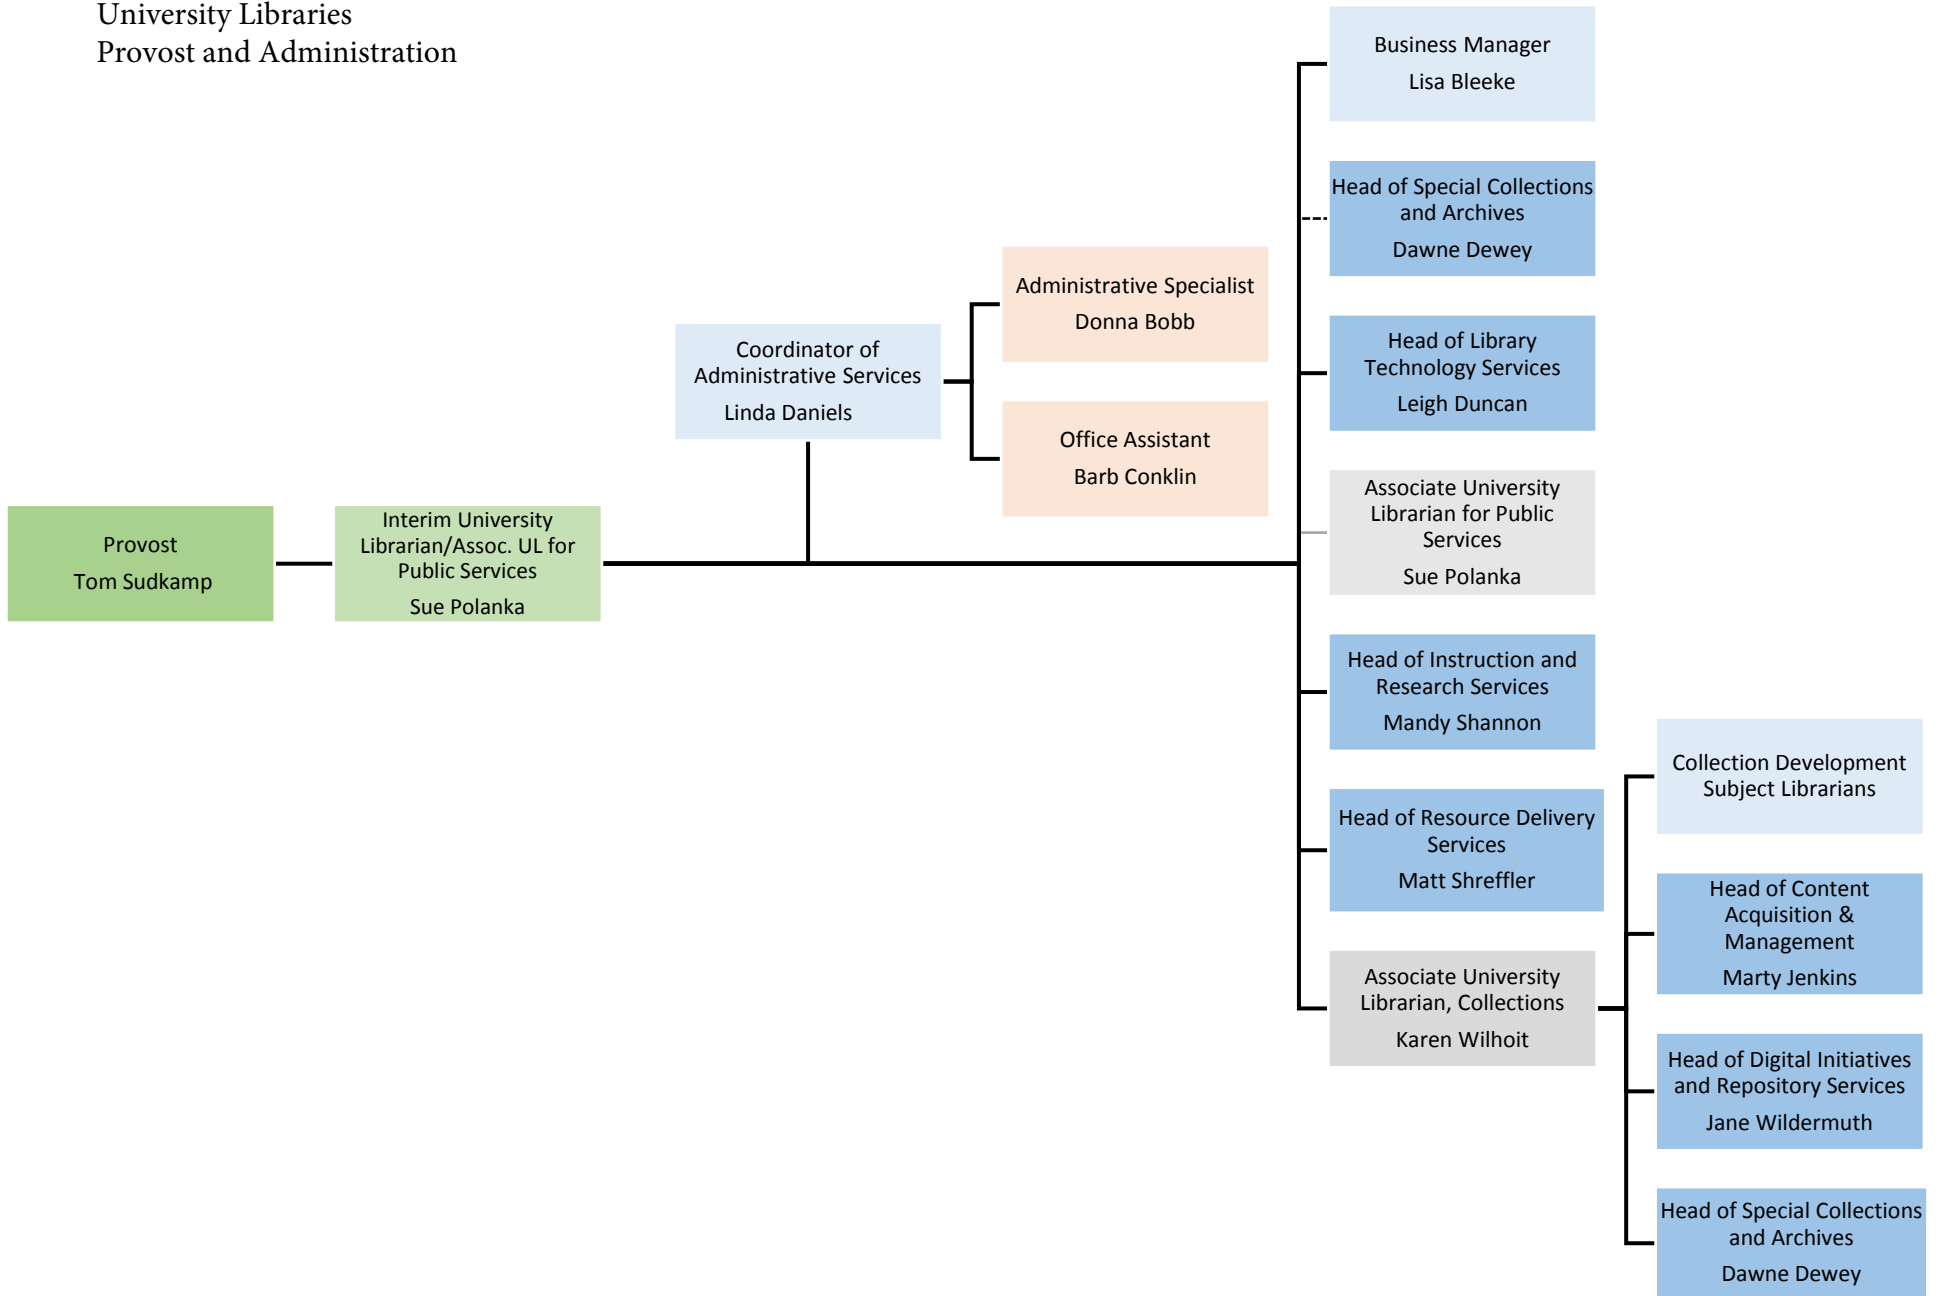 University Libraries
Provost and Administration
Provost
Tom Sudkamp
Interim University
Librarian/Assoc. UL for
Public Services
Sue Polanka
Coordinator of
Administrative Services
Linda Daniels
Administrative Specialist
Donna Bobb
Office Assistant
Barb Conklin
Business Manager
Lisa Bleeke
Head of Special Collections
and Archives
Dawne Dewey
Head of Library
Technology Services
Leigh Duncan
Associate University
Librarian for Public
Services
Sue Polanka
Head of Instruction and
Research Services
Mandy Shannon
Head of Resource Delivery
Services
Matt Shreffler
Associate University
Librarian, Collections
Karen Wilhoit
Collection Development
Subject Librarians
Head of Content
Acquisition &
Management
Marty Jenkins
Head of Digital Initiatives
and Repository Services
Jane Wildermuth
Head of Special Collections
and Archives
Dawne Dewey